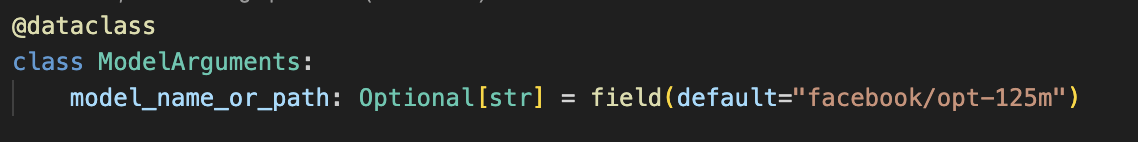 @dataclass
class ModelArguments:
model_name_or_path: Optional[str] = field(default="facebook/opt-125m")